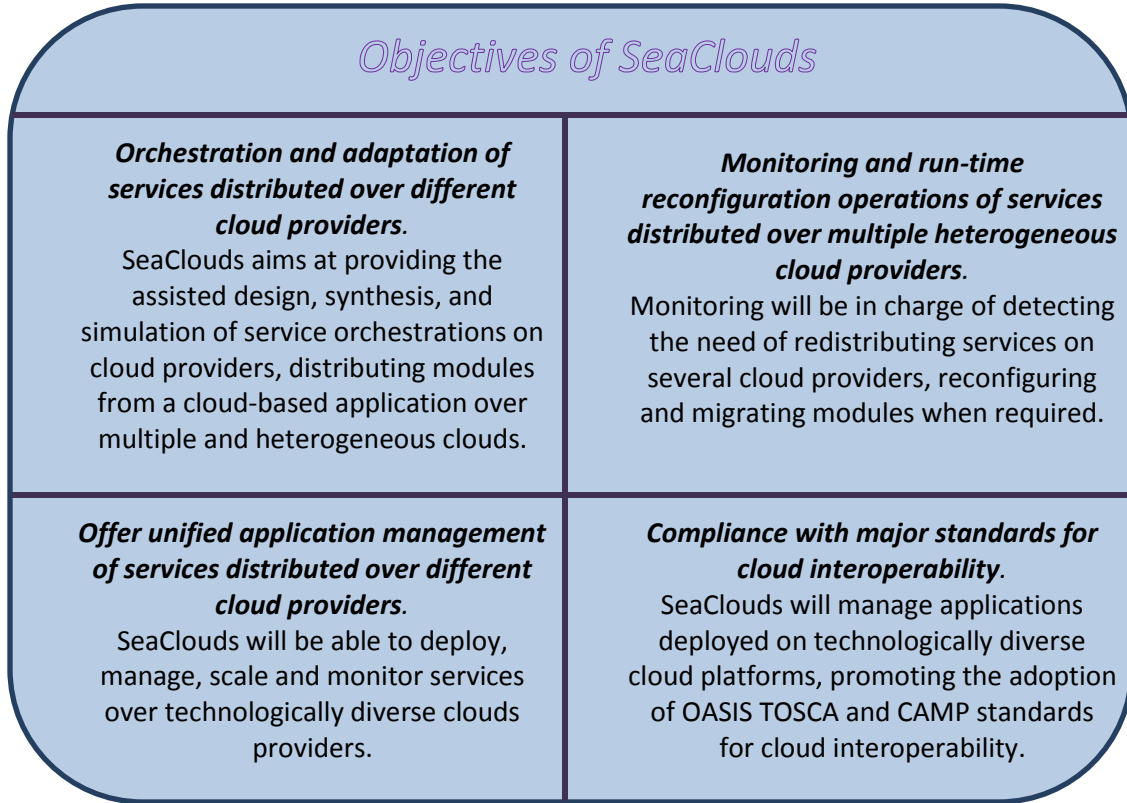 Objectives of SeaClouds
Orchestration and adaptation of
services distributed over different
cloud providers.
SeaClouds aims at providing the
assisted design, synthesis, and
simulation of service orchestrations on
cloud providers, distributing modules
from a cloud-based application over
multiple and heterogeneous clouds.
Monitoring and run-time
reconfiguration operations of services
distributed over multiple heterogeneous
cloud providers.
Monitoring will be in charge of detecting
the need of redistributing services on
several cloud providers, reconfiguring
and migrating modules when required.
Offer unified application management
of services distributed over different
cloud providers.
SeaClouds will be able to deploy,
manage, scale and monitor services
over technologically diverse clouds
providers.
Compliance with major standards for
cloud interoperability.
SeaClouds will manage applications
deployed on technologically diverse
cloud platforms, promoting the adoption
of OASIS TOSCA and CAMP standards
for cloud interoperability.